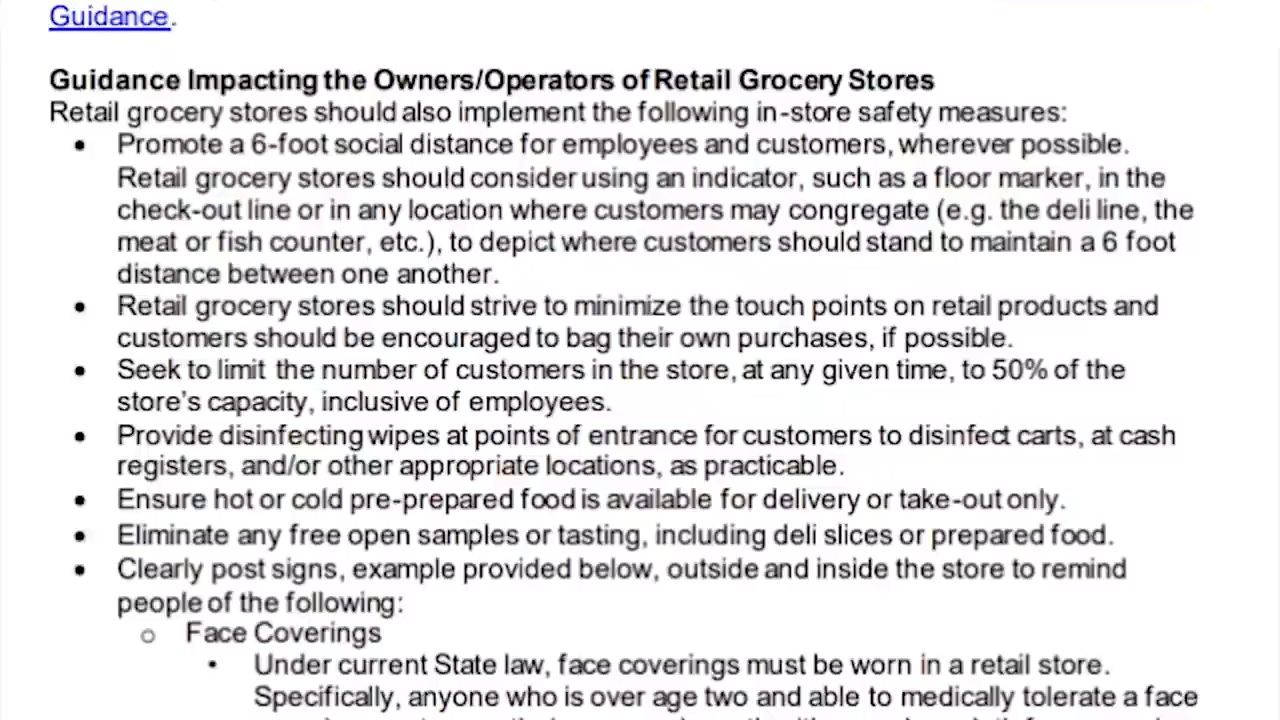 Guidance.
Guidance Impacting the Owners/Operators of Retail Grocery Stores
Retail grocery stores should also implement the following in-store safety measures:
• Promote a 6-foot social distance for employees and customers, wherever possible.
Retail grocery stores should consider using an indicator, such as a floor marker, in the
check-out line or in any location where customers may congregate (e.g. the deli line, the
meat or fish counter, etc.), to depict where customers should stand to maintain a 6 foot
distance between one another.
• Retail grocery stores should strive to minimize the touch points on retail products and
customers should be encouraged to bag their own purchases, if possible.
• Seek to limit the number of customers in the store, at any given time, to 50% of the
store's capacity, inclusive of employees.
• Provide disinfecting wipes at points of entrance for customers to disinfect carts, at cash
registers, and/or other appropriate locations, as practicable.
• Ensure hot or cold pre-prepared food is available for delivery or take-out only.
• Eliminate any free open samples or tasting, including deli slices or prepared food.
• Clearly post signs, example provided below, outside and inside the store to remind
people of the following:
o Face Coverings
▪ Under current State law, face coverings must be worn in a retail store.
Specifically, anyone who is over age two and able to medically tolerate a face